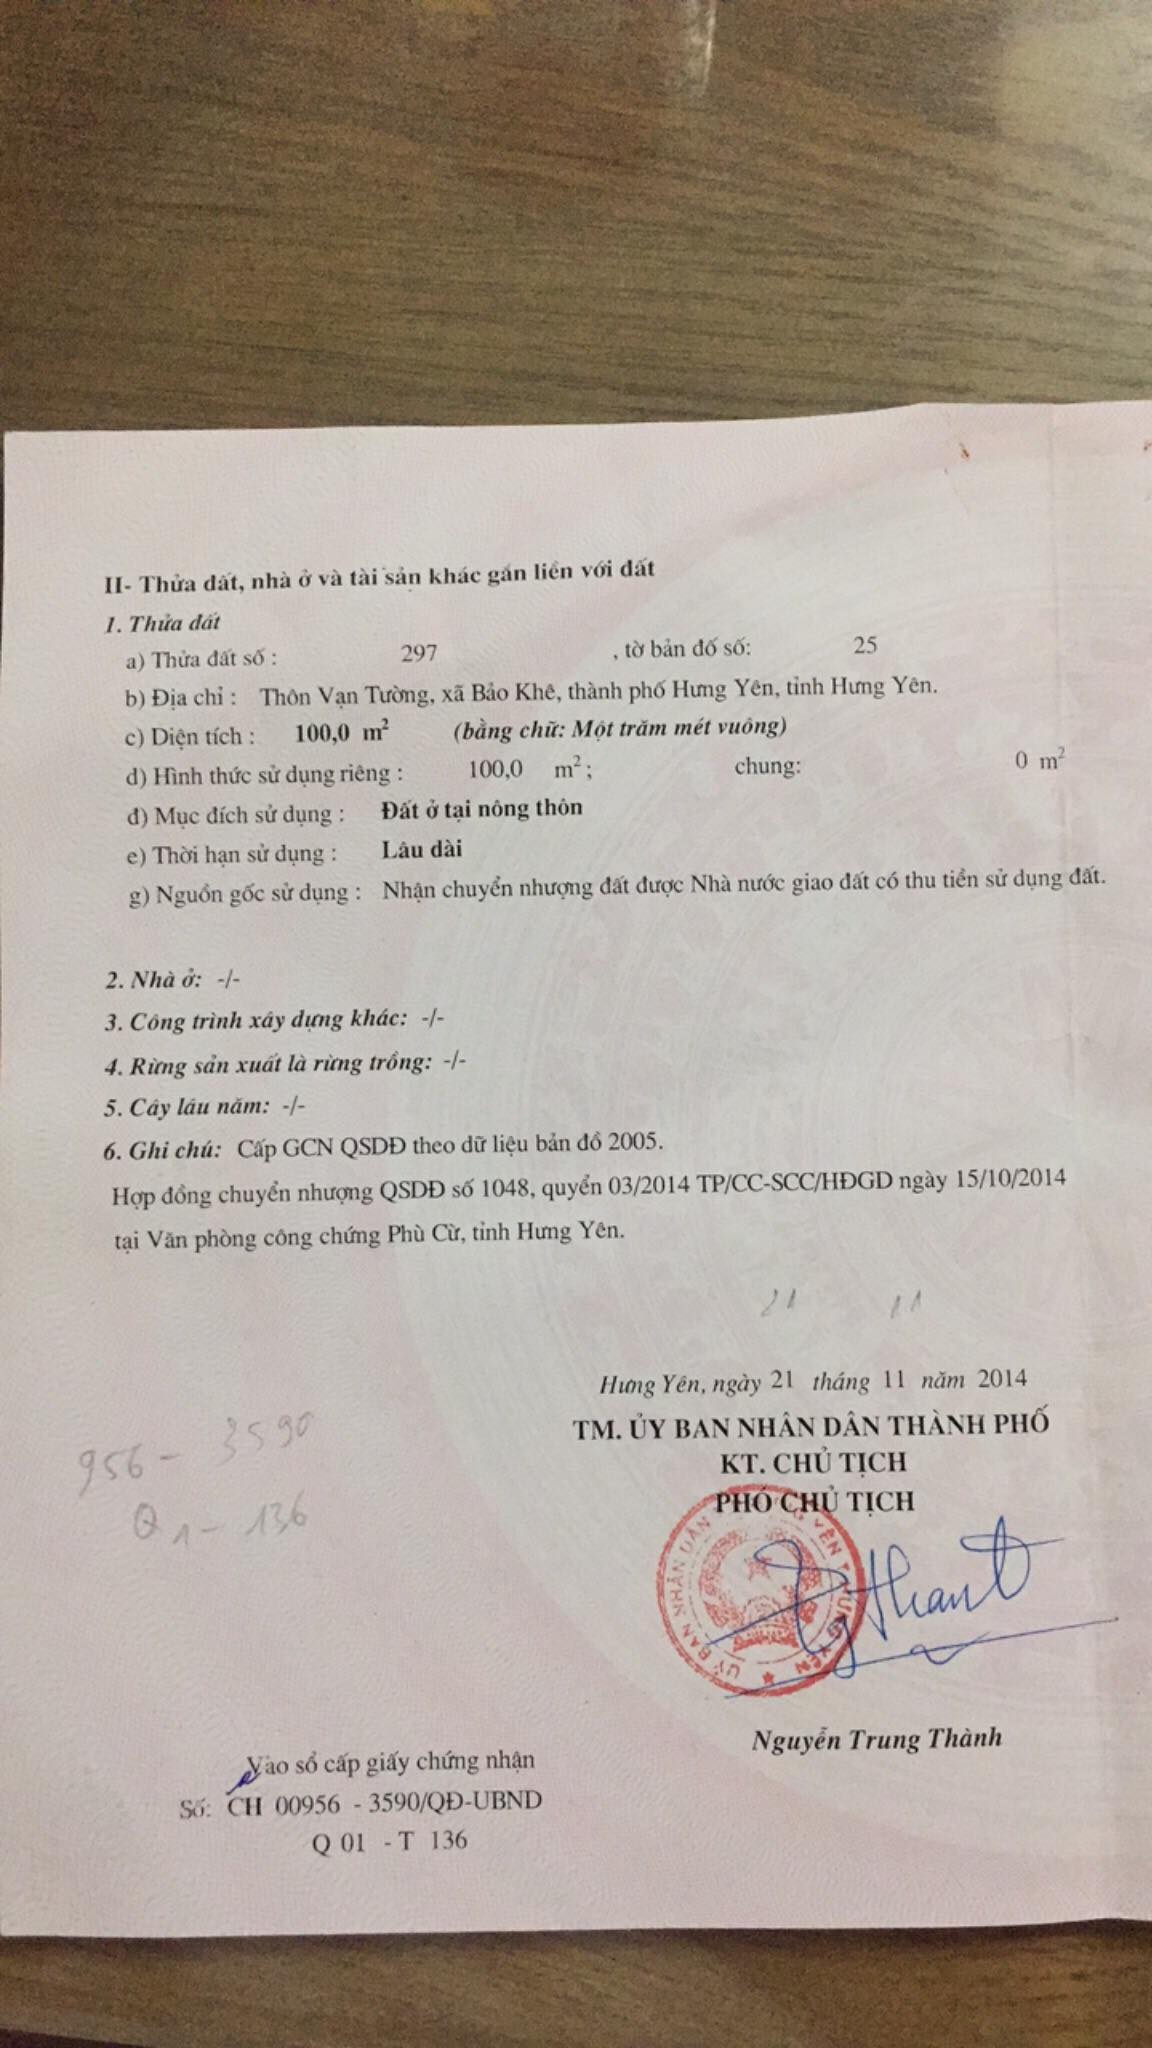 II- Thửa đất, nhà ở và tài sản khác gắn liền với đất
1. Thửa đất
a) Thửa đất số : 297 , tờ bản đồ số: 25
b) Địa chỉ : Thôn Vạn Tường, xã Bảo Khê, thành phố Hưng Yên, tỉnh Hưng Yên.
c) Diện tích : 100,0 m² (bằng chữ: Một trăm mét vuông)
d) Hình thức sử dụng riêng : 100,0 m² ; chung: 0 m²
đ) Mục đích sử dụng : Đất ở tại nông thôn
e) Thời hạn sử dụng : Lâu dài
g) Nguồn gốc sử dụng : Nhận chuyển nhượng đất được Nhà nước giao đất có thu tiền sử dụng đất.
2. Nhà ở: -/-
3. Công trình xây dựng khác: -/-
4. Rừng sản xuất là rừng trồng: -/-
5. Cây lâu năm: -/-
6. Ghi chú: Cấp GCN QSDĐ theo dữ liệu bản đồ 2005.
Hợp đồng chuyển nhượng QSDĐ số 1048, quyển 03/2014 TP/CC-SCC/HĐGD ngày 15/10/2014
tại Văn phòng công chứng Phù Cừ, tỉnh Hưng Yên.
21 11
Hưng Yên, ngày 21 tháng 11 năm 2014
TM. ỦY BAN NHÂN DÂN THÀNH PHỐ
KT. CHỦ TỊCH
PHÓ CHỦ TỊCH
956 - 3590
Q 1 - 136
ỦY BAN NHÂN DÂN YÊN T.HƯNG YÊN
Nguyễn Trung Thành
Vào sổ cấp giấy chứng nhận
Số: CH 00956 - 3590/QĐ-UBND
Q 01 - T 136